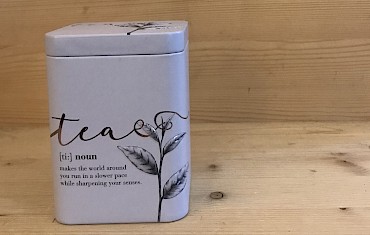 tea
[ti:] noun
makes the world around
you run in a slower pace
while sharpening your senses.